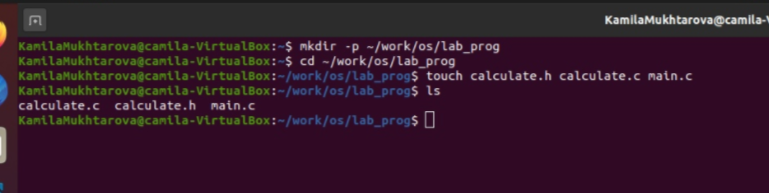 KamilaMukhtarova@camila-V
KamilaMukhtarova@camila-VirtualBox:~$ mkdir -p ~/work/os/lab_prog
KamilaMukhtarova@camila-VirtualBox:~$ cd ~/work/os/lab_prog
KamilaMukhtarova@camila-VirtualBox:~/work/os/lab_prog$ touch calculate.h calculate.c main.c
KamilaMukhtarova@camila-VirtualBox:~/work/os/lab_prog$ ls
calculate.c  calculate.h  main.c
KamilaMukhtarova@camila-VirtualBox:~/work/os/lab_prog$